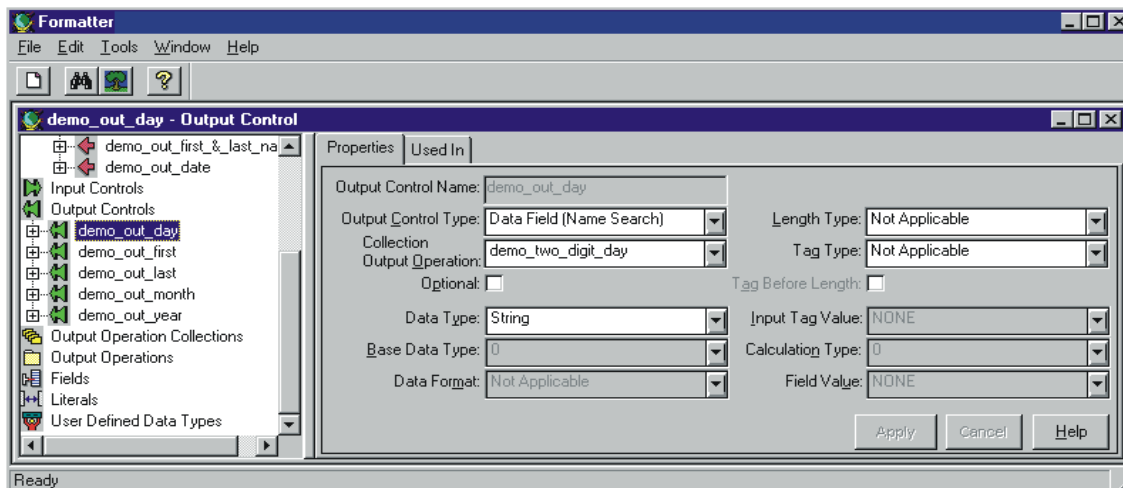 Formatter
File Edit Tools Window Help
demo_out_day - Output Control
demo_out_first_&_last_na
demo_out_date
Input Controls
Output Controls
demo_out_day
demo_out_first
demo_out_last
demo_out_month
demo_out_year
Output Operation Collections
Output Operations
Fields
Literals
User Defined Data Types
Properties Used In
Output Control Name: demo_out_day
Output Control Type: Data Field (Name Search) Length Type: Not Applicable
Collection
Output Operation: demo_two_digit_day Tag Type: Not Applicable
Optional: Tag Before Length:
Data Type: String Input Tag Value: NONE
Base Data Type: 0 Calculation Type: 0
Data Format: Not Applicable Field Value: NONE
Apply Cancel Help
Ready